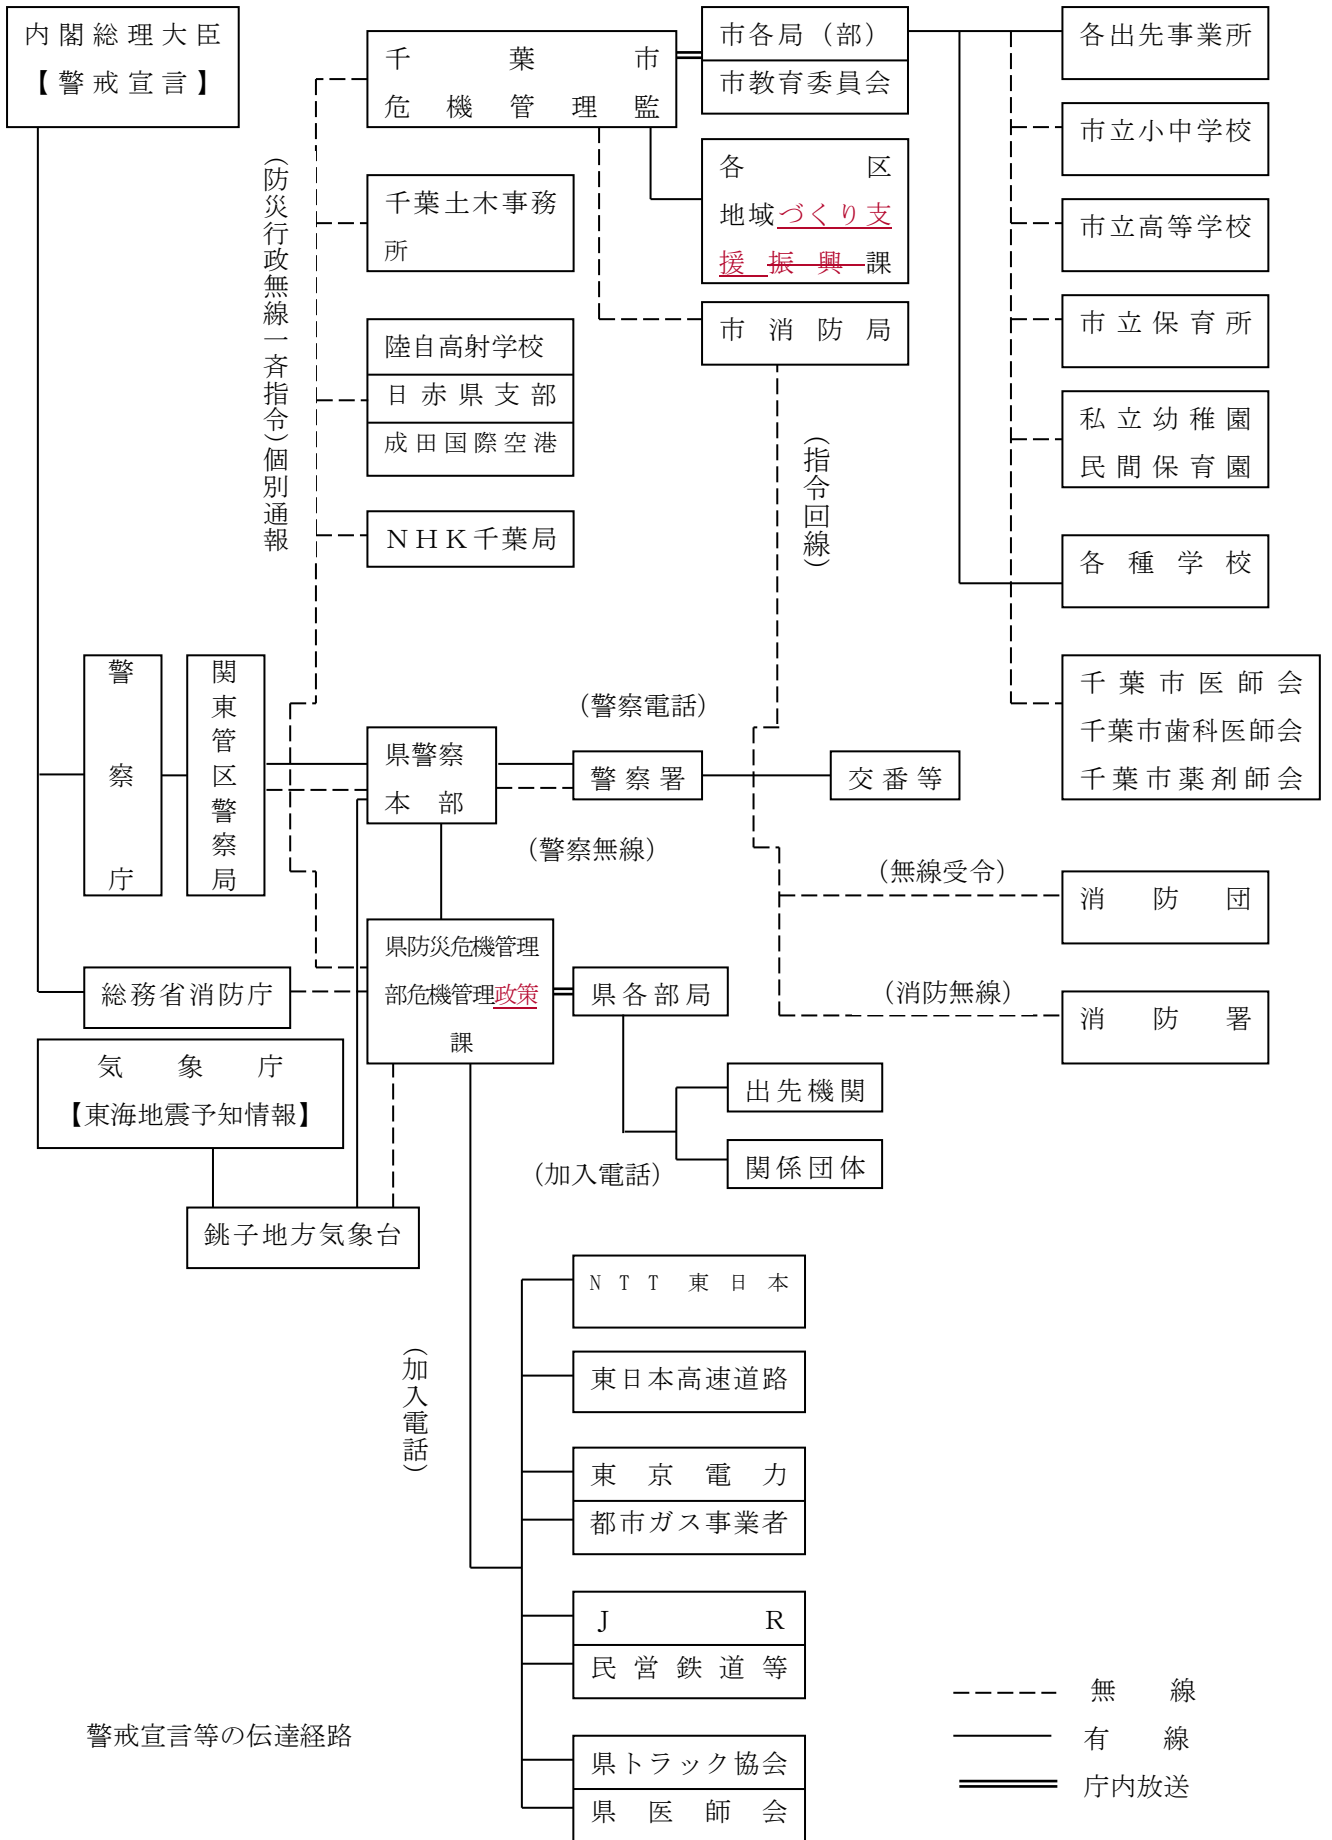 内閣総理大臣
【警戒宣言】
千葉市
危機管理監
市各局（部）
市教育委員会
各出先事業所
市立小中学校
市立高等学校
市立保育所
私立幼稚園
民間保育園
各種学校
千葉市医師会
千葉市歯科医師会
千葉市薬剤師会
各区
地域づくり支
援振興課
市消防局
（防災行政無線一斉指令）個別通報
千葉土木事務
所
陸自高射学校
日赤県支部
成田国際空港
ＮＨＫ千葉局
（指令回線）
警察庁
関東管区警察局
県警察
本部
（警察電話）
警察署
交番等
（警察無線）
（無線受令）
消防団
（消防無線）
消防署
総務省消防庁
県防災危機管理
部危機管理政策
課
県各部局
出先機関
関係団体
（加入電話）
気象庁
【東海地震予知情報】
銚子地方気象台
（加入電話）
ＮＴＴ東日本
東日本高速道路
東京電力
都市ガス事業者
ＪＲ
民営鉄道等
県トラック協会
県医師会
警戒宣言等の伝達経路
無線
有線
庁内放送